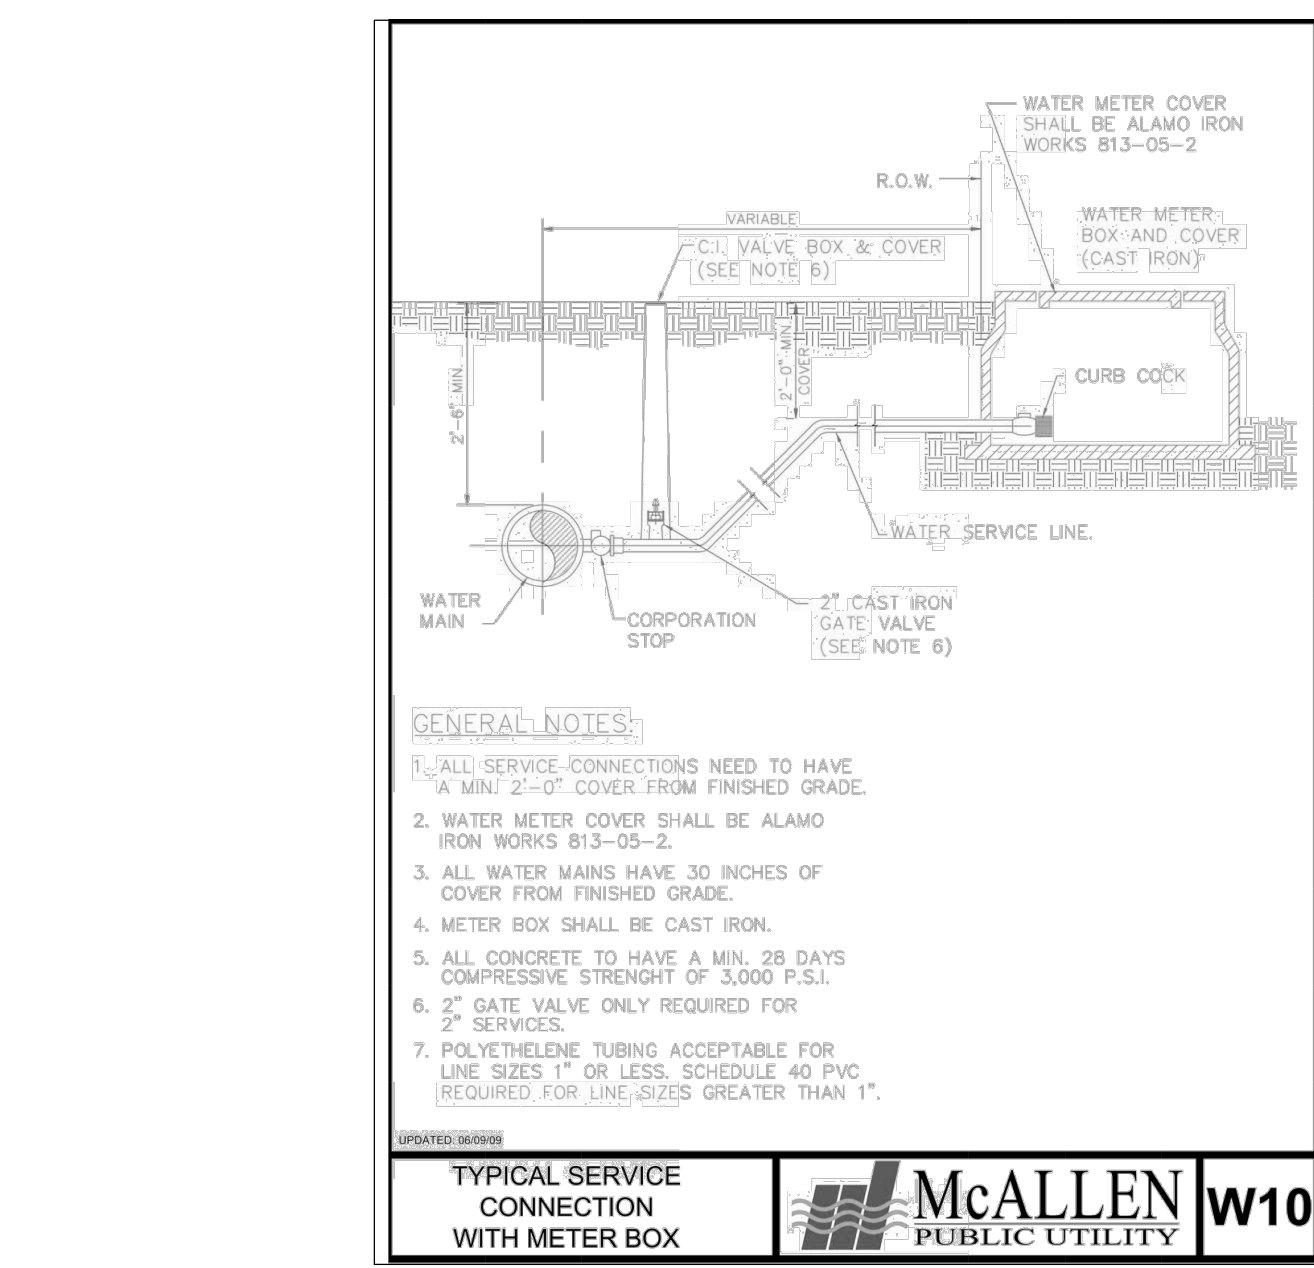 WATER METER COVER
SHALL BE ALAMO IRON
WORKS 813-05-2
R.O.W.
VARIABLE
WATER METER
BOX AND COVER
(CAST IRON)
C.I. VALVE BOX & COVER
(SEE NOTE 6)
2'-6" MIN.
2'-0" MIN.
COVER
CURB COCK
WATER SERVICE LINE.
WATER
MAIN
CORPORATION
STOP
2" CAST IRON
GATE VALVE
(SEE NOTE 6)
GENERAL NOTES:
1. ALL SERVICE CONNECTIONS NEED TO HAVE
A MIN. 2'-0" COVER FROM FINISHED GRADE.
2. WATER METER COVER SHALL BE ALAMO
IRON WORKS 813-05-2.
3. ALL WATER MAINS HAVE 30 INCHES OF
COVER FROM FINISHED GRADE.
4. METER BOX SHALL BE CAST IRON.
5. ALL CONCRETE TO HAVE A MIN. 28 DAYS
COMPRESSIVE STRENGHT OF 3,000 P.S.I.
6. 2" GATE VALVE ONLY REQUIRED FOR
2" SERVICES.
7. POLYETHELENE TUBING ACCEPTABLE FOR
LINE SIZES 1" OR LESS. SCHEDULE 40 PVC
REQUIRED FOR LINE SIZES GREATER THAN 1".
UPDATED: 06/09/09
TYPICAL SERVICE
CONNECTION
WITH METER BOX
McALLEN
PUBLIC UTILITY
W10